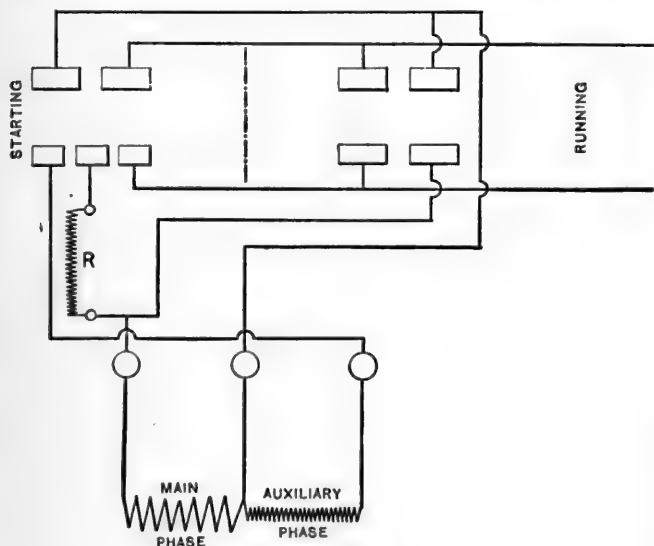 STARTING
RUNNING
R
MAIN
PHASE
AUXILIARY
PHASE